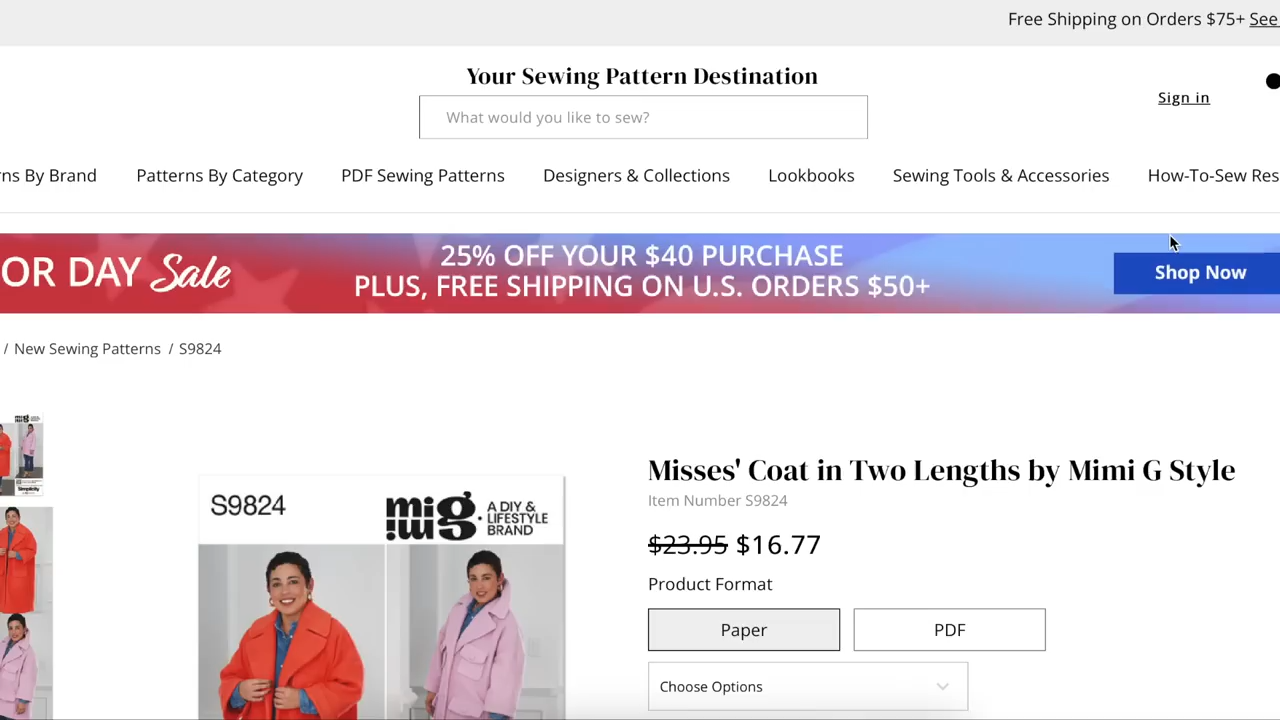 Free Shipping on Orders $75+ See
Your Sewing Pattern Destination
What would you like to sew?
Sign in
ns By Brand
Patterns By Category
PDF Sewing Patterns
Designers & Collections
Lookbooks
Sewing Tools & Accessories
How-To-Sew Res
OR DAY Sale
25% OFF YOUR $40 PURCHASE
PLUS, FREE SHIPPING ON U.S. ORDERS $50+
Shop Now
/ New Sewing Patterns / S9824
Misses' Coat in Two Lengths by Mimi G Style
Item Number S9824
$23.95 $16.77
Product Format
Paper
PDF
Choose Options
S9824
mimi g.
A DIY &
LIFESTYLE
BRAND